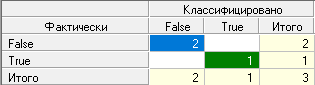 Классифицировано
Фактически False True Итого
False 2 2
True 1 1
Итого 2 1 3